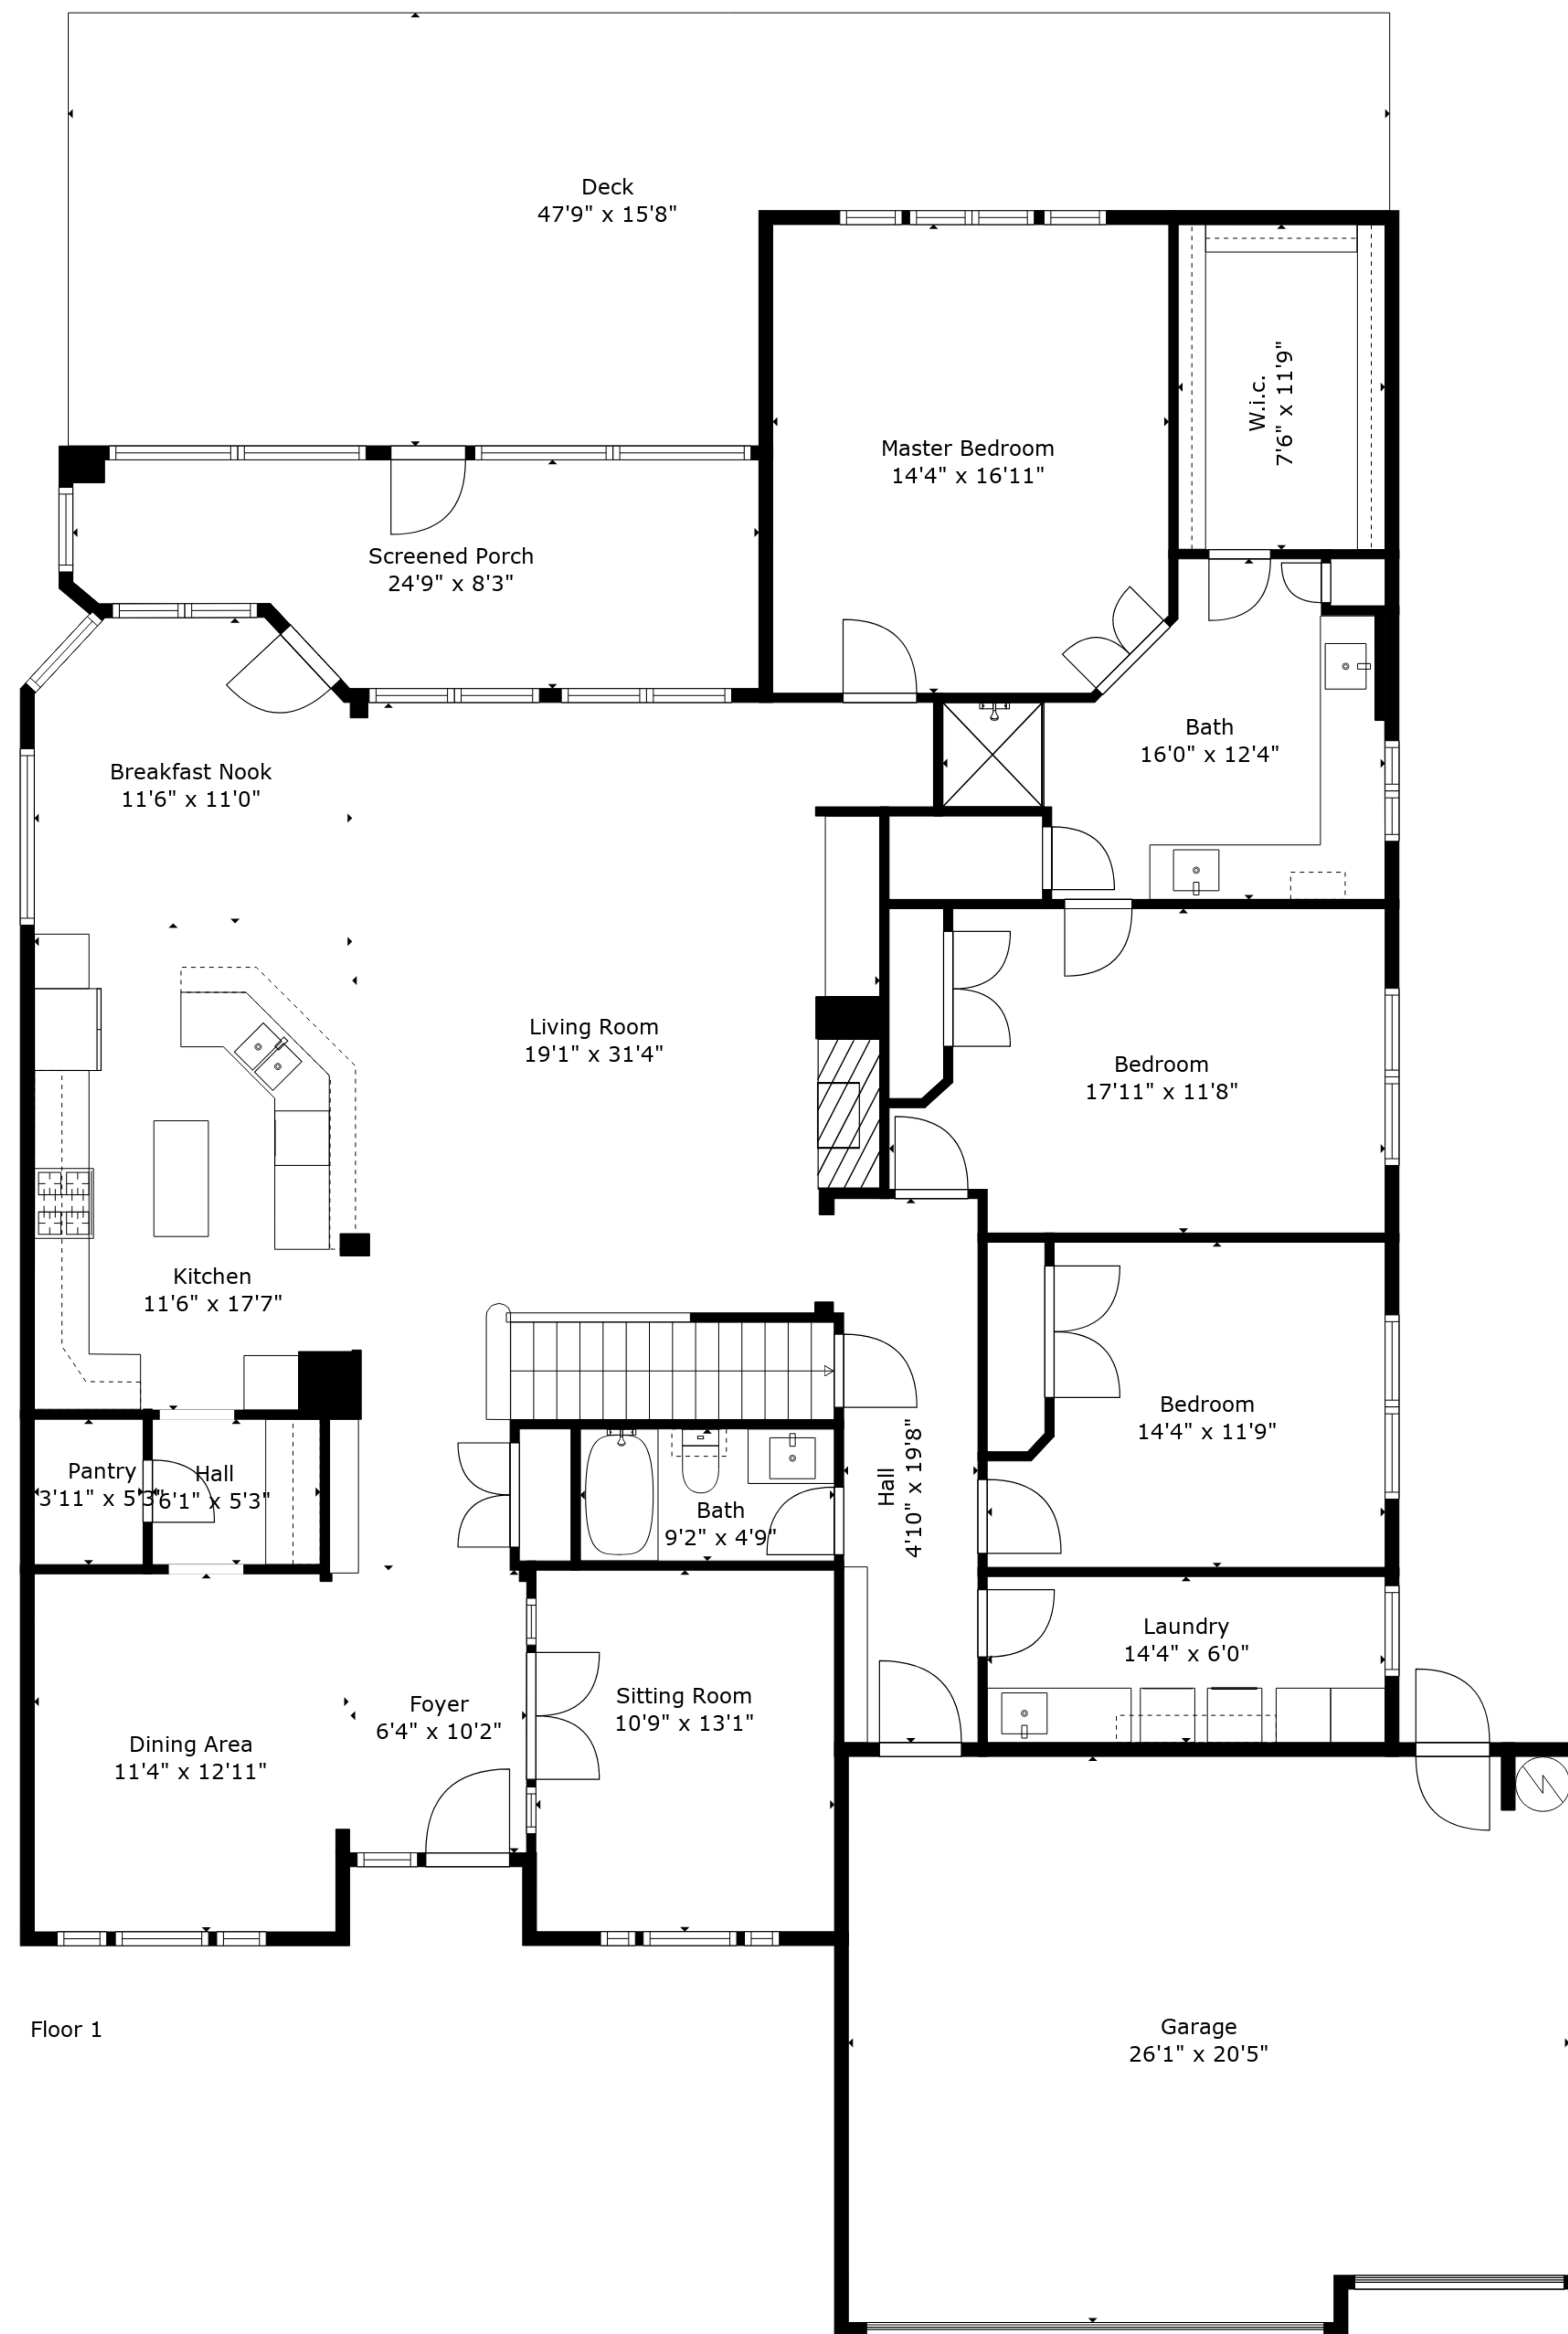 Deck
47'9" x 15'8"
W.i.c.
7'6" x 11'9"
Master Bedroom
14'4" x 16'11"
Screened Porch
24'9" x 8'3"
Bath
16'0" x 12'4"
Breakfast Nook
11'6" x 11'0"
Living Room
19'1" x 31'4"
Bedroom
17'11" x 11'8"
Kitchen
11'6" x 17'7"
Bedroom
14'4" x 11'9"
Pantry
3'11" x 5'3"
Hall
6'1" x 5'3"
Hall
4'10" x 19'8"
Bath
9'2" x 4'9"
Laundry
14'4" x 6'0"
Sitting Room
10'9" x 13'1"
Foyer
6'4" x 10'2"
Dining Area
11'4" x 12'11"
Floor 1
Garage
26'1" x 20'5"